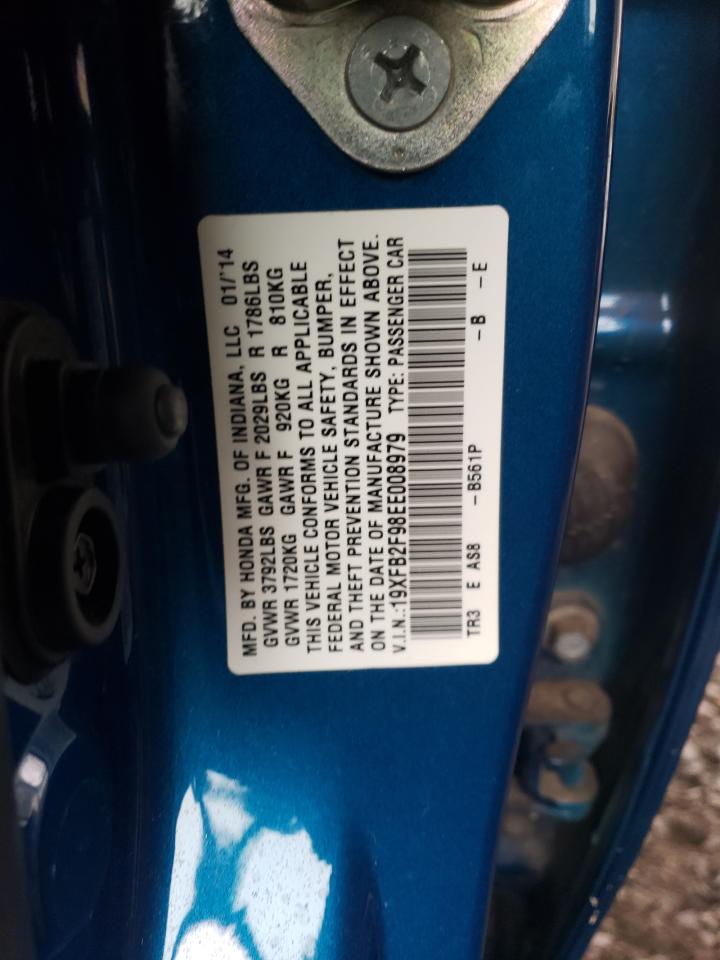 MFD. BY HONDA MFG. OF INDIANA, LLC 01/'14
GVWR 3792LBS GAWR F 2029LBS R 1786LBS
GVWR 1720KG GAWR F 920KG R 810KG
THIS VEHICLE CONFORMS TO ALL APPLICABLE
FEDERAL MOTOR VEHICLE SAFETY, BUMPER,
AND THEFT PREVENTION STANDARDS IN EFFECT
ON THE DATE OF MANUFACTURE SHOWN ABOVE.
V.I.N.:19XFB2F98EE008979 TYPE: PASSENGER CAR
TR3 E AS8 -B561P -B -E